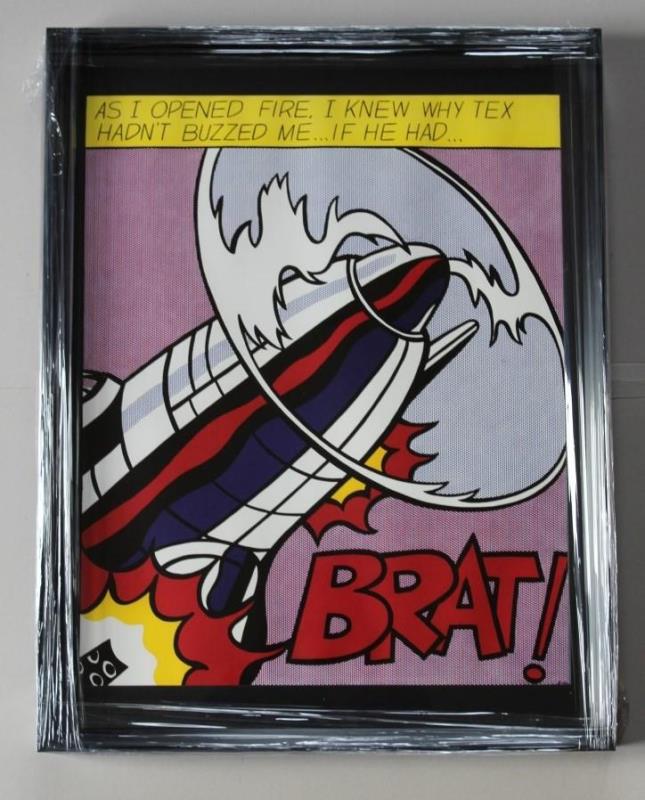 AS I OPENED FIRE, I KNEW WHY TEX
HADN'T BUZZED ME...IF HE HAD...
BRAT!